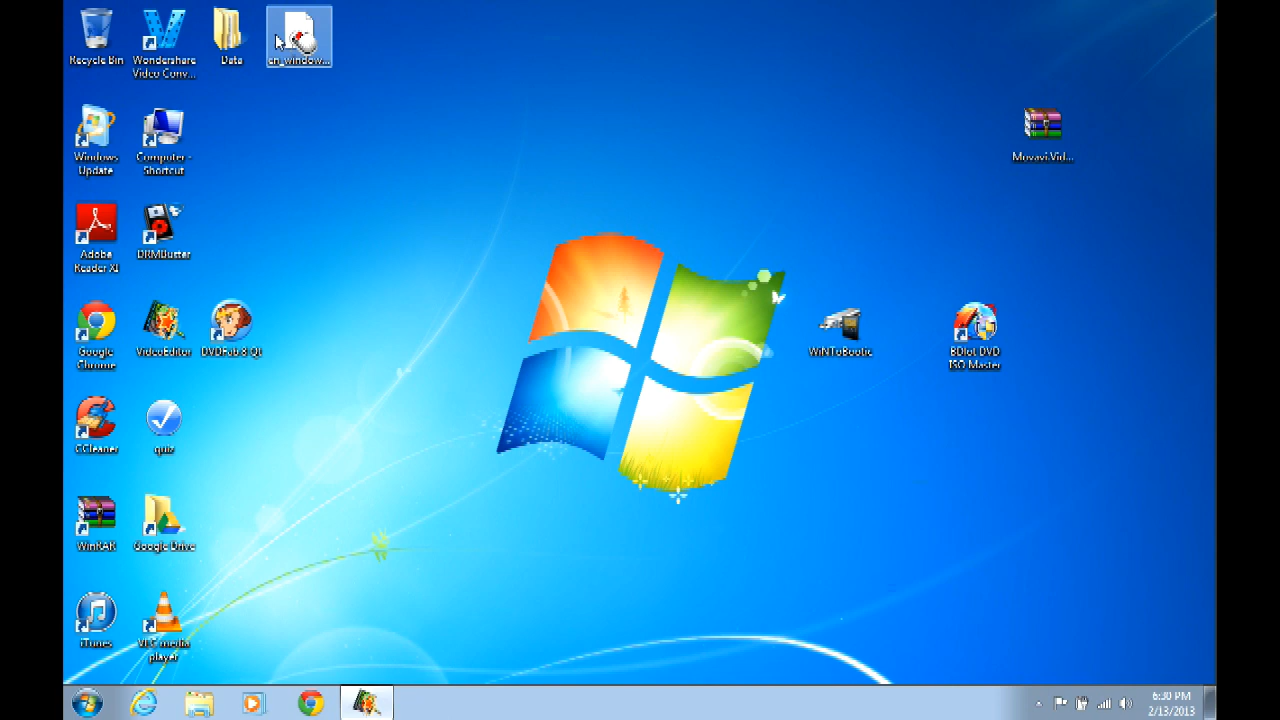 Recycle Bin
Wondershare
Video Conv...
Data
en_window...
Windows
Update
Computer -
Shortcut
Movavi.Vid...
Adobe
Reader XI
DRMBuster
Google
Chrome
VideoEditor
DVDFab 8 Qt
WiNToBootic
BDlot DVD
ISO Master
CCleaner
quiz
WinRAR
Google Drive
iTunes
VLC media
player
6:30 PM
2/13/2013